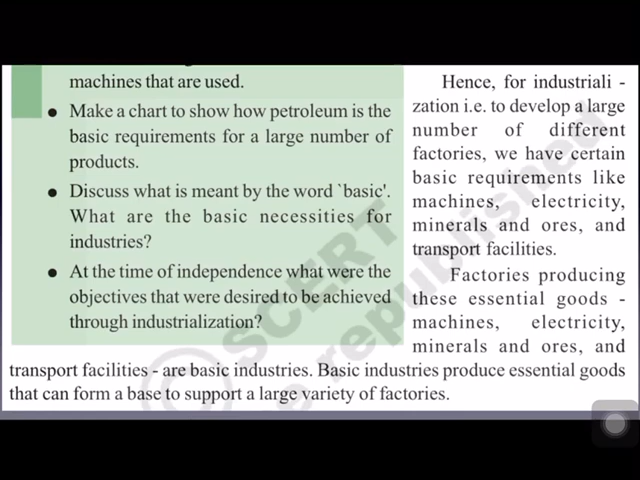 machines that are used.
• Make a chart to show how petroleum is the
basic requirements for a large number of
products.
• Discuss what is meant by the word `basic'.
What are the basic necessities for
industries?
• At the time of independence what were the
objectives that were desired to be achieved
through industrialization?
Hence, for industriali -
zation i.e. to develop a large
number of different
factories, we have certain
basic requirements like
machines, electricity,
minerals and ores, and
transport facilities.
Factories producing
these essential goods -
machines, electricity,
minerals and ores, and
transport facilities - are basic industries. Basic industries produce essential goods
that can form a base to support a large variety of factories.
© SCERT
e republished